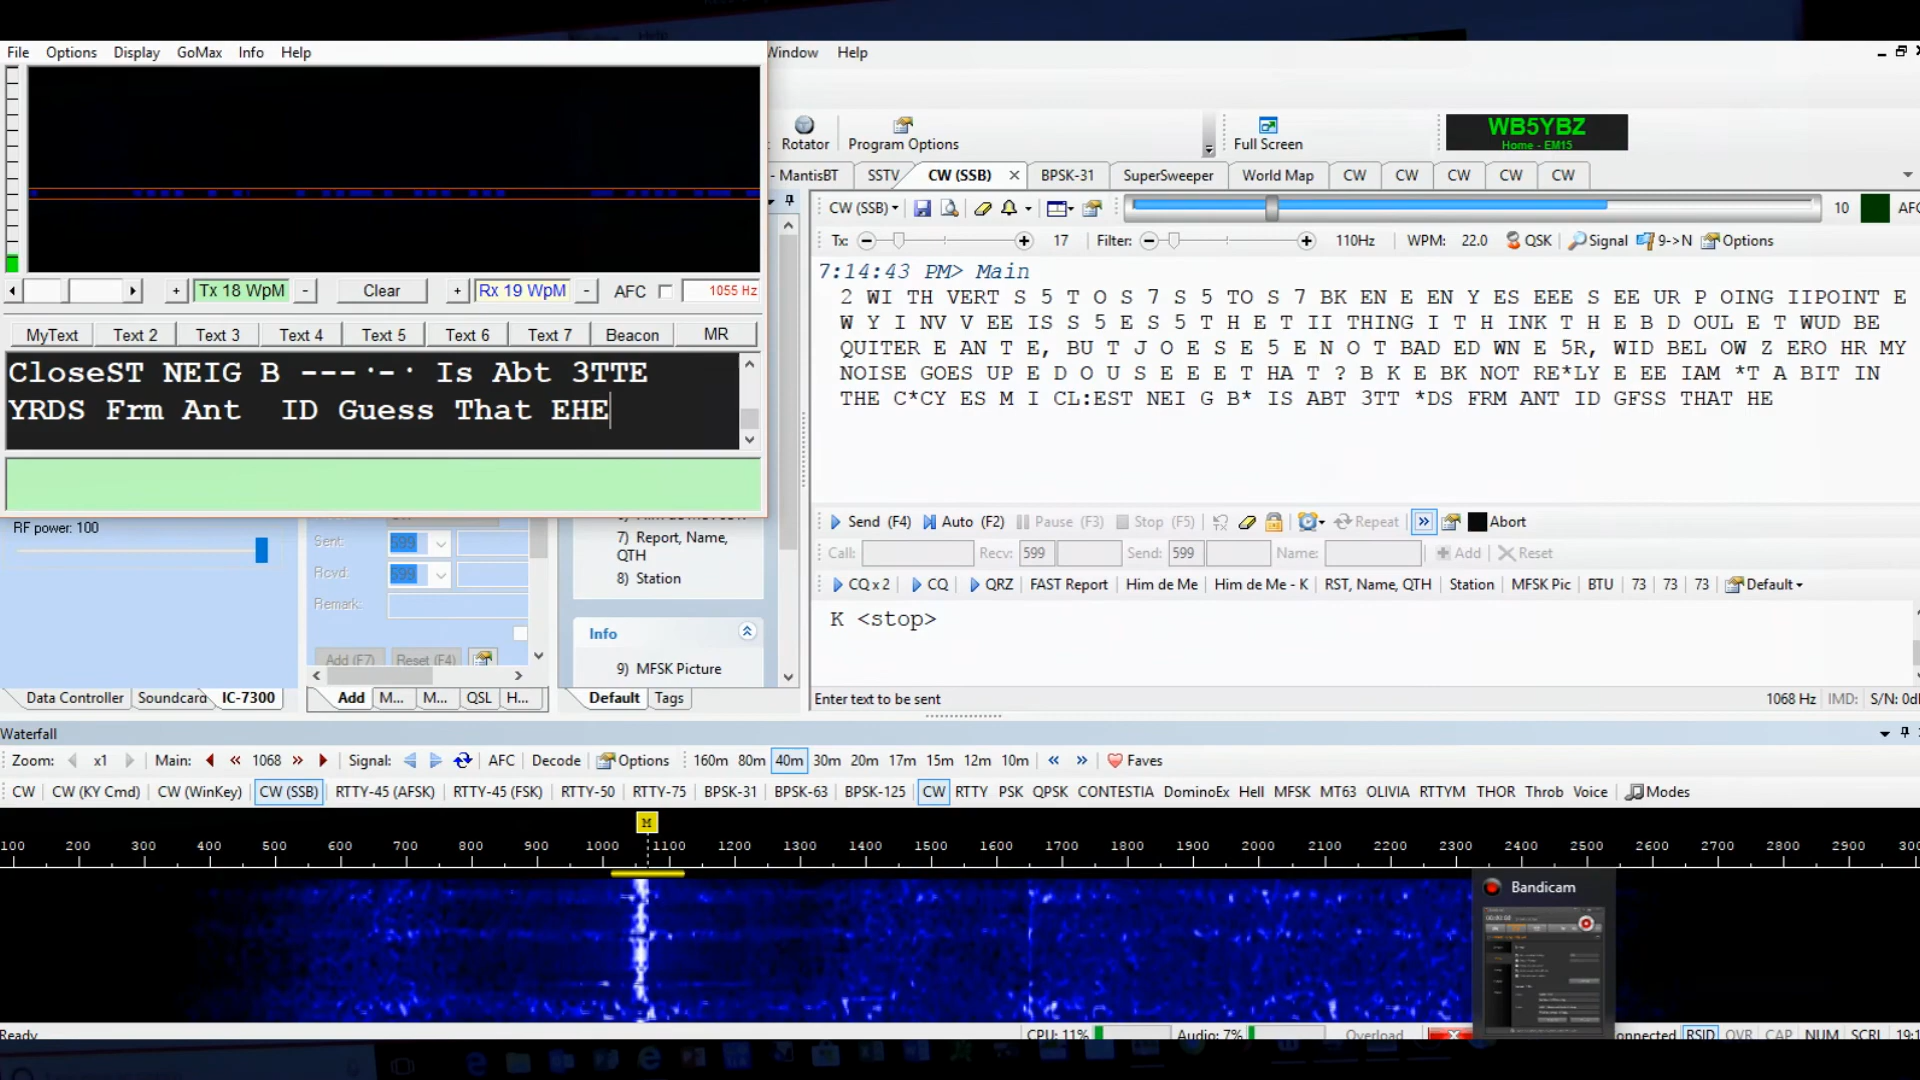 File Options Display GoMax Info Help
Window Help
Rotator Program Options Full Screen
WB5YBZ
Home - EM15
- MantisBT SSTV CW (SSB) BPSK-31 SuperSweeper World Map CW CW CW CW CW
CW (SSB) 10 AFC
Tx: 17 Filter: 110Hz WPM: 22.0 QSK Signal 9->N Options
+ Tx 18 WpM - Clear + Rx 19 WpM - AFC 1055 Hz
MyText Text 2 Text 3 Text 4 Text 5 Text 6 Text 7 Beacon MR
CloseST NEIG B ---·-· Is Abt 3TTE
YRDS Frm Ant ID Guess That EHE
7:14:43 PM> Main
2 WI TH VERT S 5 T O S 7 S 5 TO S 7 BK EN E EN Y ES EEE S EE UR P OING IIPOINT E
W Y I NV V EE IS S 5 E S 5 T H E T II THING I T H INK T H E B D OUL E T WUD BE
QUITER E AN T E, BU T J O E S E 5 E N O T BAD ED WN E 5R, WID BEL OW Z ERO HR MY
NOISE GOES UP E D O U S E E E T HA T ? B K E BK NOT RE*LY E EE IAM *T A BIT IN
THE C*CY ES M I CL:EST NEI G B* IS ABT 3TT *DS FRM ANT ID GFSS THAT HE
Send (F4) Auto (F2) Pause (F3) Stop (F5) Repeat Abort
Call: Recv: 599 Send: 599 Name: Add Reset
CQ x 2 CQ QRZ FAST Report Him de Me Him de Me - K RST, Name, QTH Station MFSK Pic BTU 73 73 73 Default
K <stop>
RF power: 100
Sent: 599
Rcvd: 599
Remark:
Add (F7) Reset (F4)
7) Report, Name,
QTH
8) Station
Info
9) MFSK Picture
Data Controller Soundcard IC-7300 Add M... M... QSL H... Default Tags
Enter text to be sent 1068 Hz IMD: S/N: 0d
Waterfall
Zoom: x1 Main: 1068 Signal: AFC Decode Options 160m 80m 40m 30m 20m 17m 15m 12m 10m Faves
CW CW (KY Cmd) CW (WinKey) CW (SSB) RTTY-45 (AFSK) RTTY-45 (FSK) RTTY-50 RTTY-75 BPSK-31 BPSK-63 BPSK-125 CW RTTY PSK QPSK CONTESTIA DominoEx Hell MFSK MT63 OLIVIA RTTYM THOR Throb Voice Modes
M
100 200 300 400 500 600 700 800 900 1000 1100 1200 1300 1400 1500 1600 1700 1800 1900 2000 2100 2200 2300 2400 2500 2600 2700 2800 2900 300
Bandicam
Ready CPU: 11% Audio: 7% Overload onnected RSID OVR CAP NUM SCRL 19:1